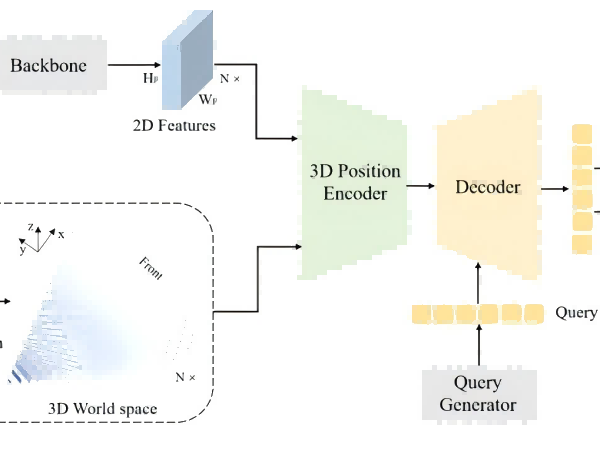 Backbone
H_F
N ×
W_F
2D Features
3D Position
Encoder
Decoder
z
x
y
Front
N ×
3D World space
Query
Query
Generator